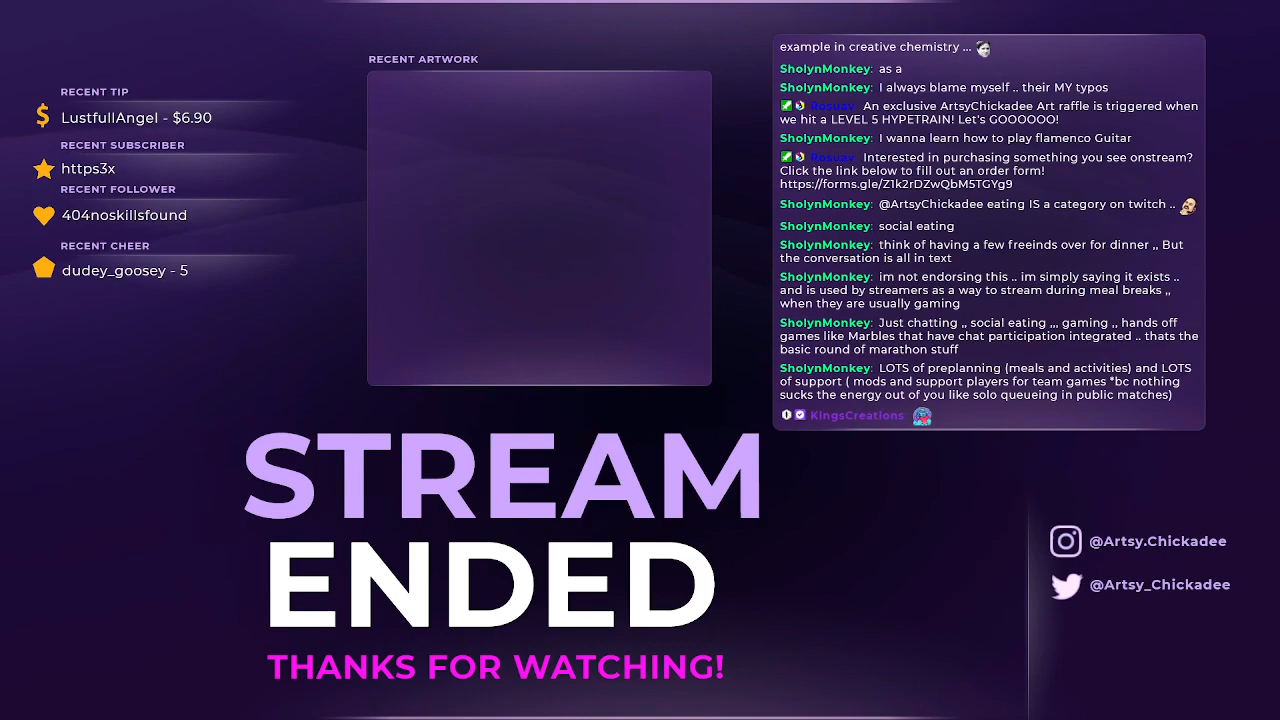 RECENT TIP
LustfullAngel - $6.90
RECENT SUBSCRIBER
https3x
RECENT FOLLOWER
404noskillsfound
RECENT CHEER
dudey_goosey - 5
RECENT ARTWORK
example in creative chemistry ...
SholynMonkey: as a
SholynMonkey: I always blame myself .. their MY typos
Rosuav: An exclusive ArtsyChickadee Art raffle is triggered when
we hit a LEVEL 5 HYPETRAIN! Let's GOOOOOO!
SholynMonkey: I wanna learn how to play flamenco Guitar
Rosuav: Interested in purchasing something you see onstream?
Click the link below to fill out an order form!
https://forms.gle/Z1k2rDZwQbM5TGYg9
SholynMonkey: @ArtsyChickadee eating IS a category on twitch ..
SholynMonkey: social eating
SholynMonkey: think of having a few freeinds over for dinner ,, But
the conversation is all in text
SholynMonkey: im not endorsing this .. im simply saying it exists ..
and is used by streamers as a way to stream during meal breaks ,,
when they are usually gaming
SholynMonkey: Just chatting ,, social eating ,,, gaming ,, hands off
games like Marbles that have chat participation integrated .. thats the
basic round of marathon stuff
SholynMonkey: LOTS of preplanning (meals and activities) and LOTS
of support ( mods and support players for team games *bc nothing
sucks the energy out of you like solo queueing in public matches)
KingsCreations:
STREAM
ENDED
THANKS FOR WATCHING!
@Artsy.Chickadee
@Artsy_Chickadee